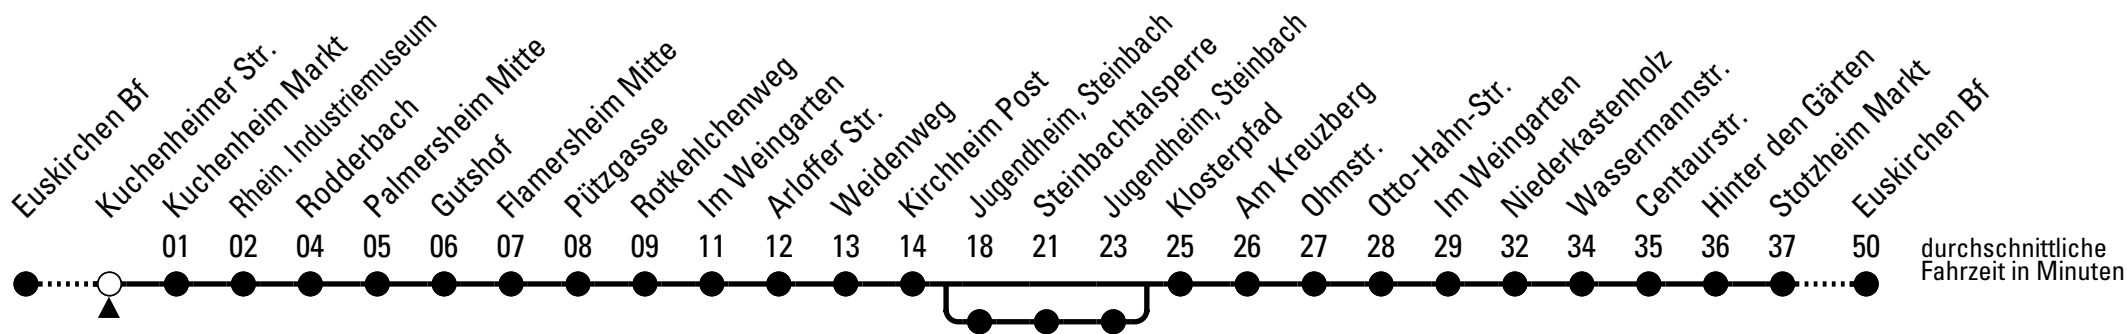 Euskirchen Bf
Kuchenheimer Str.
Kuchenheim Markt
Rhein. Industriemuseum
Rodderbach
Palmersheim Mitte
Gutshof
Flamersheim Mitte
Pützgasse
Rotkehlchenweg
Im Weingarten
Arloffer Str.
Weidenweg
Kirchheim Post
Jugendheim, Steinbach
Steinbachtalsperre
Jugendheim, Steinbach
Klosterpfad
Am Kreuzberg
Ohmstr.
Otto-Hahn-Str.
Im Weingarten
Niederkastenholz
Wassermannstr.
Centaurstr.
Hinter den Gärten
Stotzheim Markt
Euskirchen Bf
01 02 04 05 06 07 08 09 11 12 13 14 18 21 23 25 26 27 28 29 32 34 35 36 37 50
durchschnittliche
Fahrzeit in Minuten